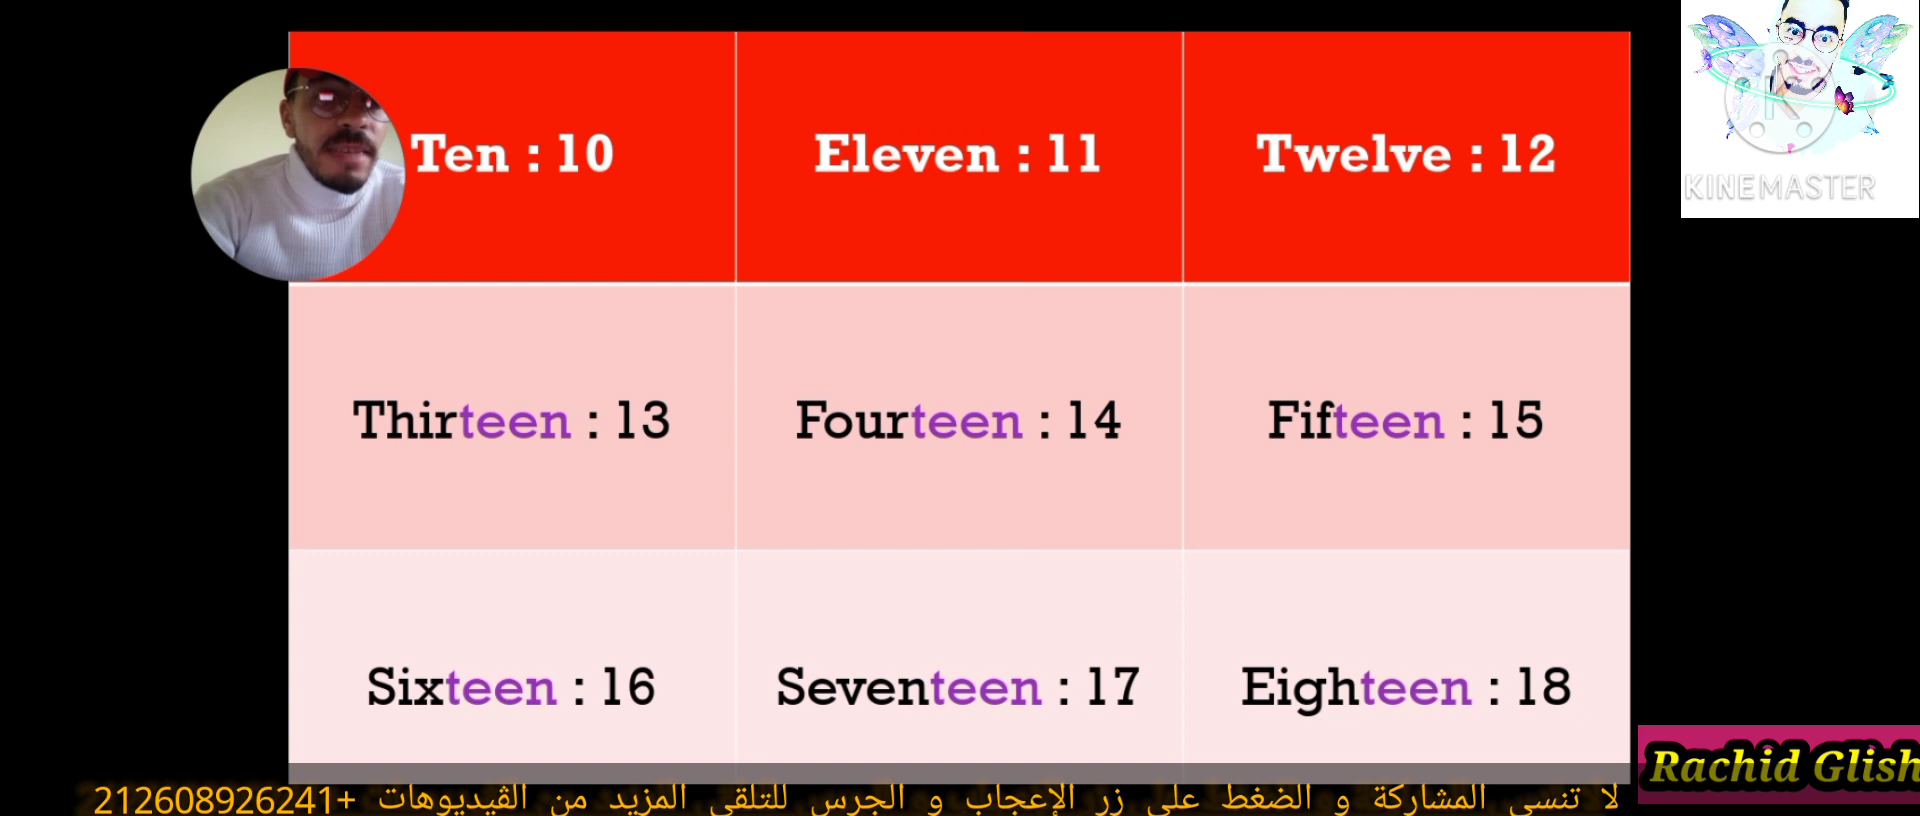 Ten : 10
Eleven : 11
Twelve : 12
KINEMASTER
Thirteen : 13
Fourteen : 14
Fifteen : 15
Sixteen : 16
Seventeen : 17
Eighteen : 18
Rachid Glish
لا تنسى المشاركة و الضغط على زر الإعجاب و الجرس للتلقى المزيد من الڤيديوهات +212608926241